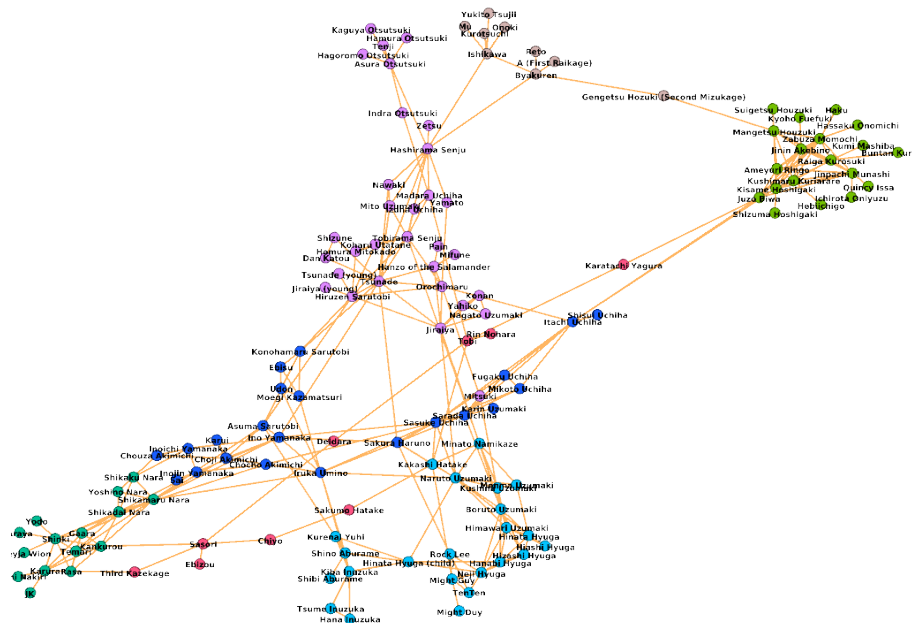 Yukito Tsujii
Kaguya Otsutsuki
Mu
Onoki
Kurotsuchi
Hamura Otsutsuki
Tenji
Reto
Hagoromo Otsutsuki
Ishikawa
Asura Otsutsuki
A (First Raikage)
Byakuren
Gengetsu Hozuki (Second Mizukage)
Suigetsu Houzuki
Haku
Indra Otsutsuki
Kyoho Fuefuki
Zetsu
Hassaku Onomichi
Mangetsu Houzuki
Zabuza Momochi
Hashirama Senju
Jinin Akebino
Kumi Mashiba
Buntan Kur
Raiga Kurosuki
Ameyuri Ringo
Jinpachi Munashi
Nawaki
Kushimaru Kuriarare
Quincy Issa
Madara Uchiha
Kisame Hoshigaki
Yamato
Juzo Biwa
Ichirota Oniyuzu
Mito Uzumaki
Izuna Uchiha
Hebuchigo
Shizuma Hoshigaki
Shizune
Tobirama Senju
Koharu Utatane
Pain
Homura Mitokado
Mifune
Dan Katou
Hanzo of the Salamander
Karatachi Yagura
Tsunade (young)
Tsunade
Jiraiya (young)
Orochimaru
Hiruzen Sarutobi
Konan
Yahiko
Nagato Uzumaki
Shisui Uchiha
Itachi Uchiha
Jiraiya
Rin Nohara
Tobi
Konohamaru Sarutobi
Ebisu
Fugaku Uchiha
Udon
Mikoto Uchiha
Moegi Kazamatsuri
Mitsuki
Karin Uzumaki
Sarada Uchiha
Sasuke Uchiha
Asuma Sarutobi
Ino Yamanaka
Karui
Deidara
Sakura Haruno
Minato Namikaze
Inoichi Yamanaka
Chouza Akimichi
Choji Akimichi
Chocho Akimichi
Kakashi Hatake
Inojin Yamanaka
Iruka Umino
Shikaku Nara
Sai
Naruto Uzumaki
Yoshino Nara
Kushina Uzumaki
Shikamaru Nara
Shikadai Nara
Sakumo Hatake
Boruto Uzumaki
Yodo
Himawari Uzumaki
araya
Gaara
Shinki
Kurenai Yuhi
Hinata Hyuga
Chiyo
Kankurou
Sasori
Hiashi Hyuga
Temari
Shino Aburame
Rock Lee
Hizashi Hyuga
Hinata Hyuga (child)
Hanabi Hyuga
Ebizou
Karura
Rasa
Third Kazekage
Kiba Inuzuka
Neji Hyuga
Shibi Aburame
Might Guy
JK
TenTen
Tsume Inuzuka
Might Duy
Hana Inuzuka